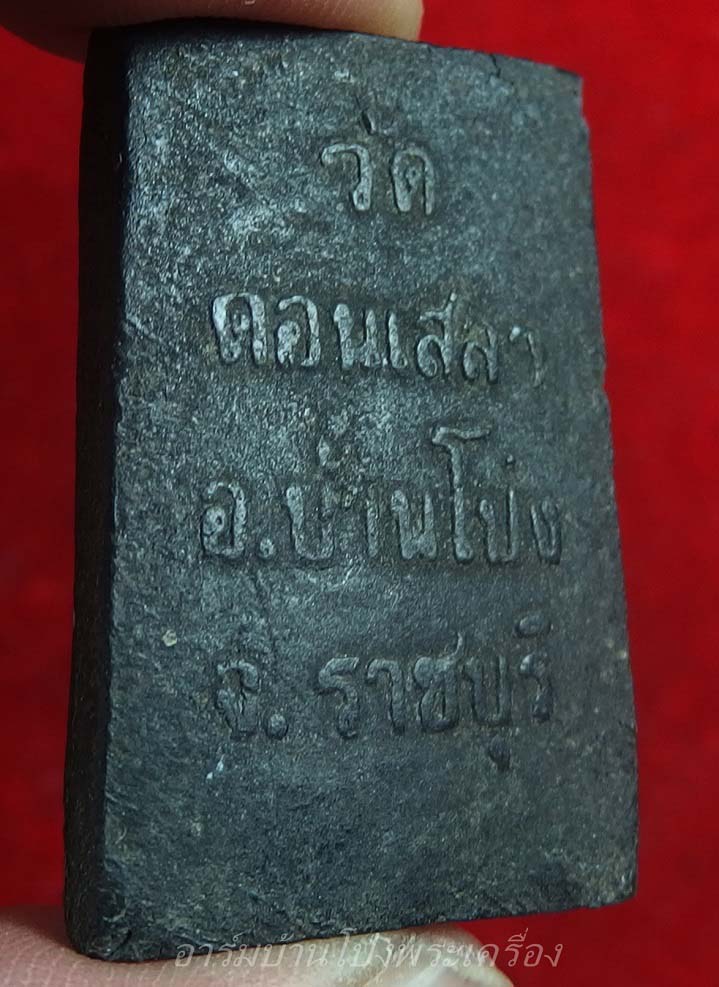 วัด
ดอนเสลา
อ.บ้านโป่ง
จ. ราชบุรี
อาร์มบ้านโป่งพระเครื่อง